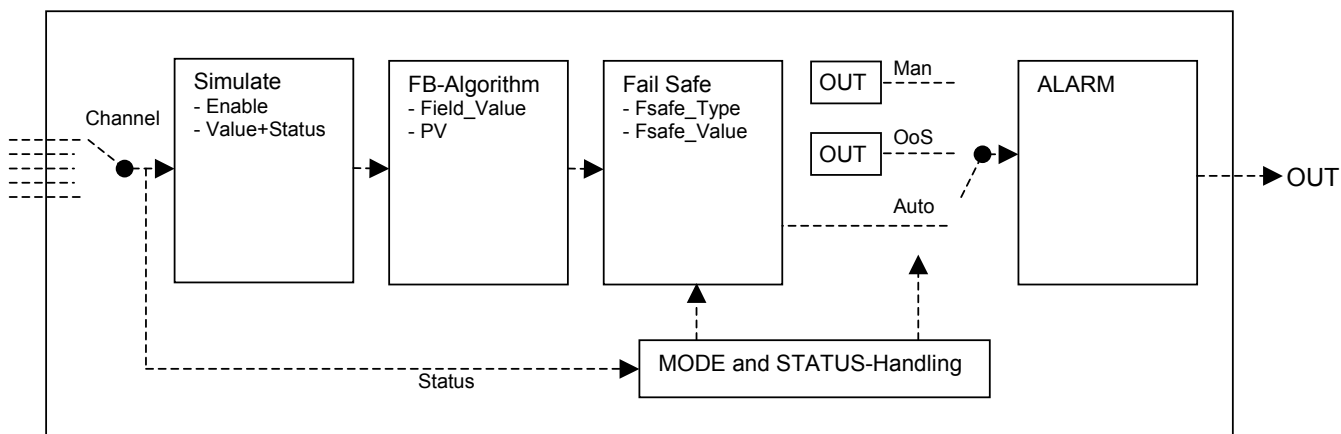 Channel
Simulate
- Enable
- Value+Status
FB-Algorithm
- Field_Value
- PV
Fail Safe
- Fsafe_Type
- Fsafe_Value
OUT
Man
OUT
OoS
Auto
ALARM
OUT
MODE and STATUS-Handling
Status